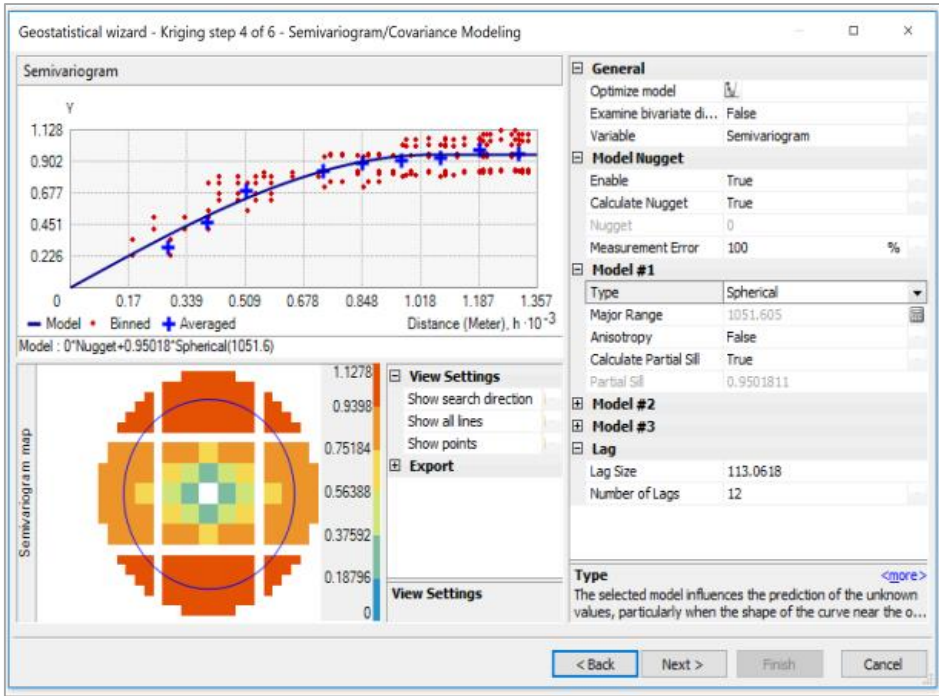 Geostatistical wizard - Kriging step 4 of 6 - Semivariogram/Covariance Modeling
Semivariogram
γ
1.128
0.902
0.677
0.451
0.226
0 0.17 0.339 0.509 0.678 0.848 1.018 1.187 1.357
Model Binned Averaged Distance (Meter), h ·10⁻³
Model : 0*Nugget+0.95018*Spherical(1051.6)
Semivariogram map
1.1278
0.9398
0.75184
0.56388
0.37592
0.18796
0
View Settings
Show search direction
Show all lines
Show points
Export
View Settings
General
Optimize model
Examine bivariate di... False
Variable Semivariogram
Model Nugget
Enable True
Calculate Nugget True
Nugget 0
Measurement Error 100 %
Model #1
Type Spherical
Major Range 1051.605
Anisotropy False
Calculate Partial Sill True
Partial Sill 0.9501811
Model #2
Model #3
Lag
Lag Size 113.0618
Number of Lags 12
Type <more>
The selected model influences the prediction of the unknown
values, particularly when the shape of the curve near the o...
< Back Next > Finish Cancel